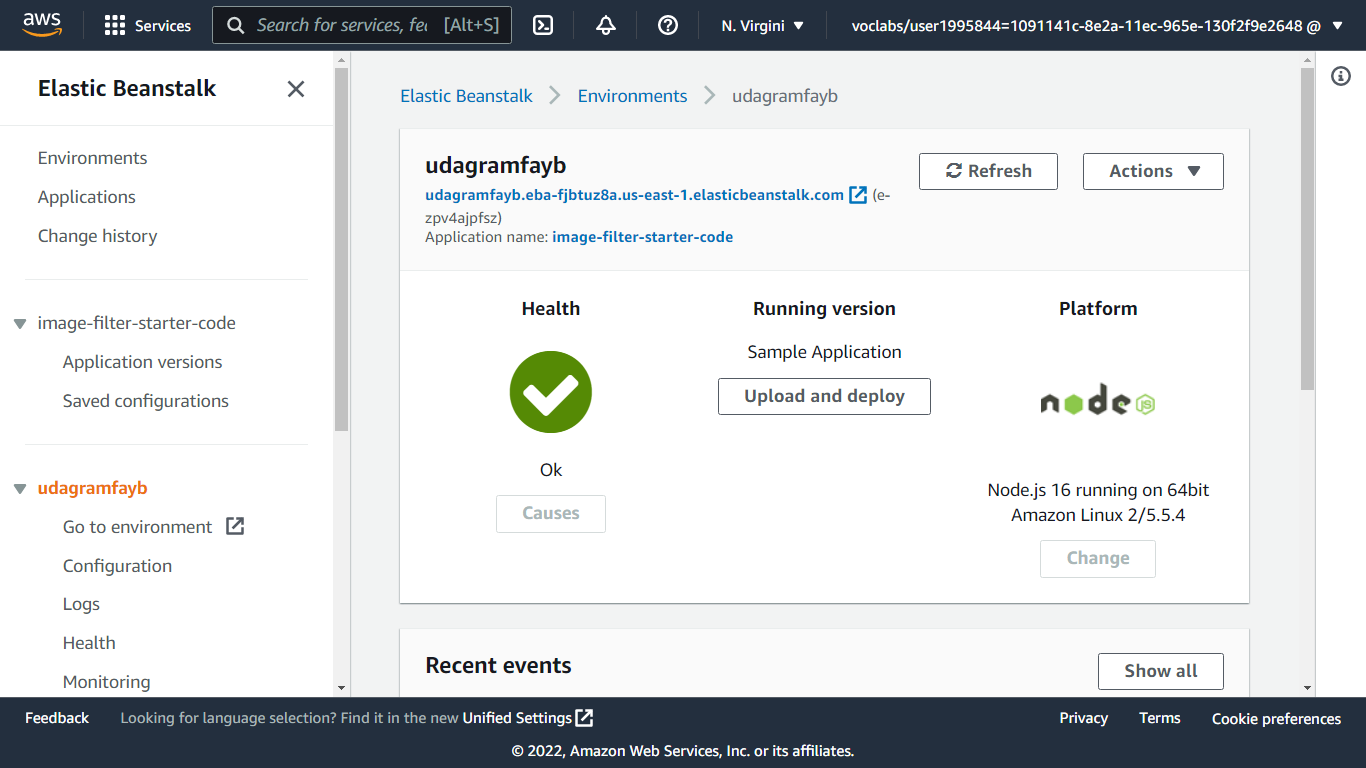 aws
Services
Search for services, fe
[Alt+S]
N. Virgini
voclabs/user1995844=1091141c-8e2a-11ec-965e-130f2f9e2648 @
Elastic Beanstalk
Environments
Applications
Change history
image-filter-starter-code
Application versions
Saved configurations
udagramfayb
Go to environment
Configuration
Logs
Health
Monitoring
Elastic Beanstalk
Environments
udagramfayb
udagramfayb
udagramfayb.eba-fjbtuz8a.us-east-1.elasticbeanstalk.com (e-
zpv4ajpfsz)
Application name: image-filter-starter-code
Refresh
Actions
Health
Ok
Causes
Running version
Sample Application
Upload and deploy
Platform
node JS
Node.js 16 running on 64bit
Amazon Linux 2/5.5.4
Change
Recent events
Show all
Feedback
Looking for language selection? Find it in the new Unified Settings
Privacy
Terms
Cookie preferences
© 2022, Amazon Web Services, Inc. or its affiliates.